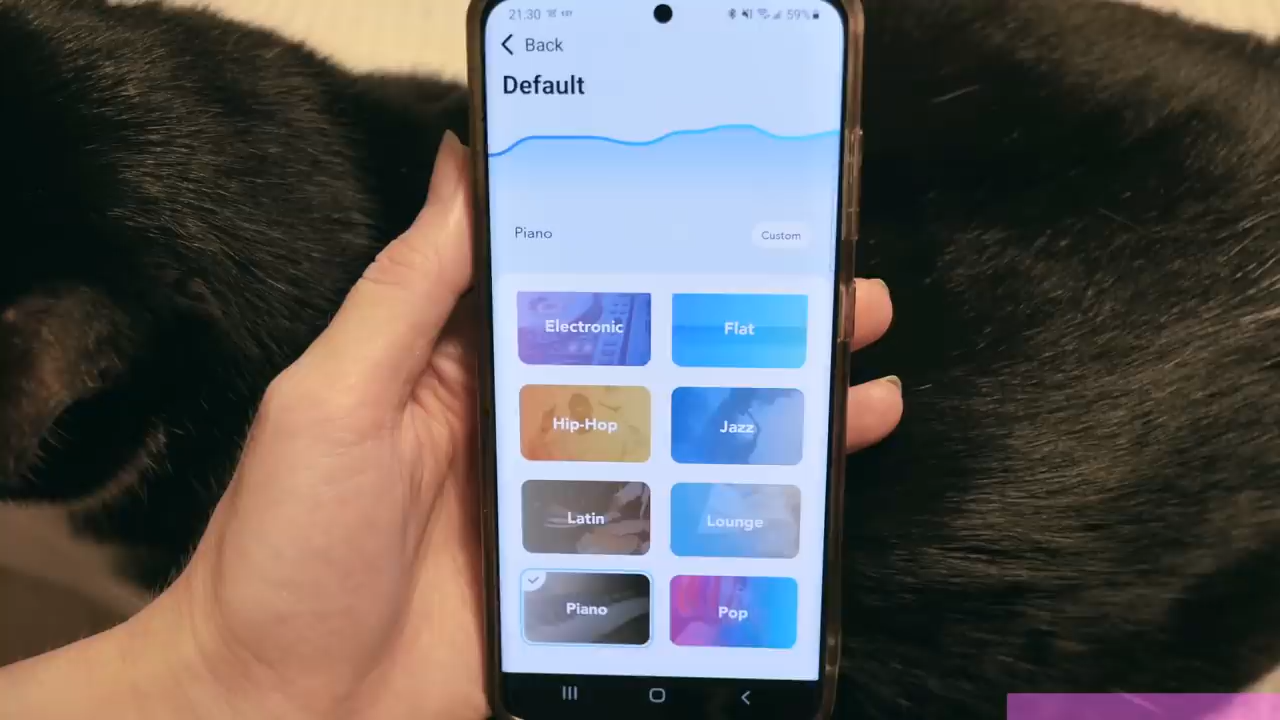 21.30
59%
Back
Default
Piano
Custom
Electronic
Flat
Hip-Hop
Jazz
Latin
Lounge
Piano
Pop